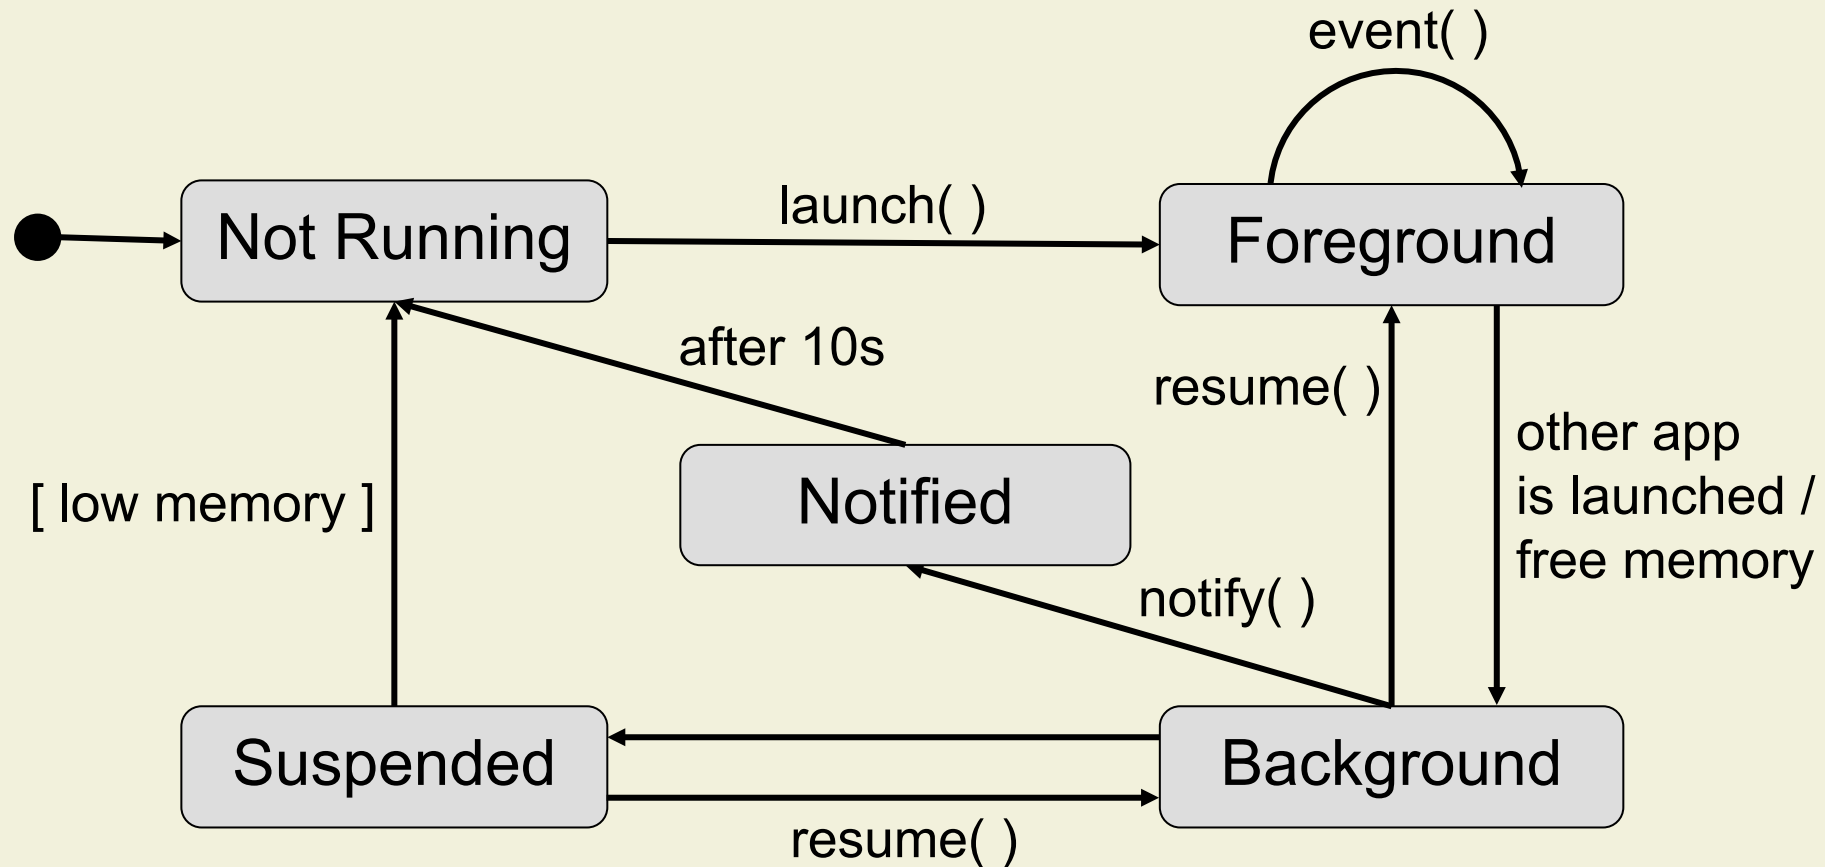 event( )
Not Running
launch( )
Foreground
after 10s
resume( )
other app
is launched /
free memory
[ low memory ]
Notified
notify( )
Suspended
Background
resume( )